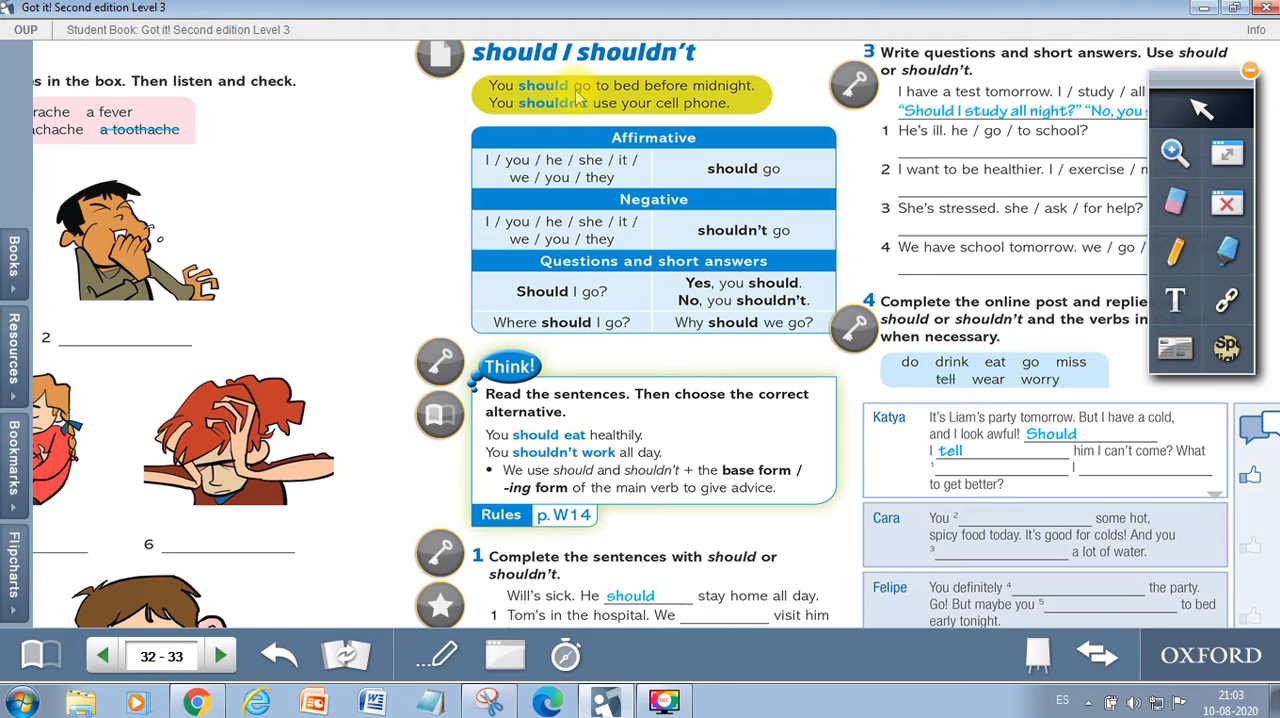 Got it! Second edition Level 3
OUP
Student Book: Got it! Second edition Level 3
Info
es in the box. Then listen and check.
rache a fever
achache a toothache
2
6
should / shouldn't
You should go to bed before midnight.
You shouldn't use your cell phone.
Affirmative
I / you / he / she / it /
we / you / they
should go
Negative
I / you / he / she / it /
we / you / they
shouldn't go
Questions and short answers
Should I go?
Yes, you should.
No, you shouldn't.
Where should I go?
Why should we go?
Think!
Read the sentences. Then choose the correct
alternative.
You should eat healthily.
You shouldn't work all day.
• We use should and shouldn't + the base form /
-ing form of the main verb to give advice.
Rules p. W14
1 Complete the sentences with should or
shouldn't.
Will's sick. He should stay home all day.
1 Tom's in the hospital. We ____ visit him
3 Write questions and short answers. Use should
or shouldn't.
I have a test tomorrow. I / study / all
"Should I study all night?" "No, you
1 He's ill. he / go / to school?
2 I want to be healthier. I / exercise / m
3 She's stressed. she / ask / for help?
4 We have school tomorrow. we / go /
4 Complete the online post and replies
should or shouldn't and the verbs in the
when necessary.
do drink eat go miss
tell wear worry
Katya
It's Liam's party tomorrow. But I have a cold,
and I look awful! Should
I tell him I can't come? What
1 ____ I ____
to get better?
Cara
You 2 ____ some hot,
spicy food today. It's good for colds! And you
3 ____ a lot of water.
Felipe
You definitely 4 ____ the party.
Go! But maybe you 5 ____ to bed
early tonight.
T
Spo
Books
Resources
Bookmarks
Flipcharts
32 - 33
OXFORD
REC
ES
21:03
10-08-2020